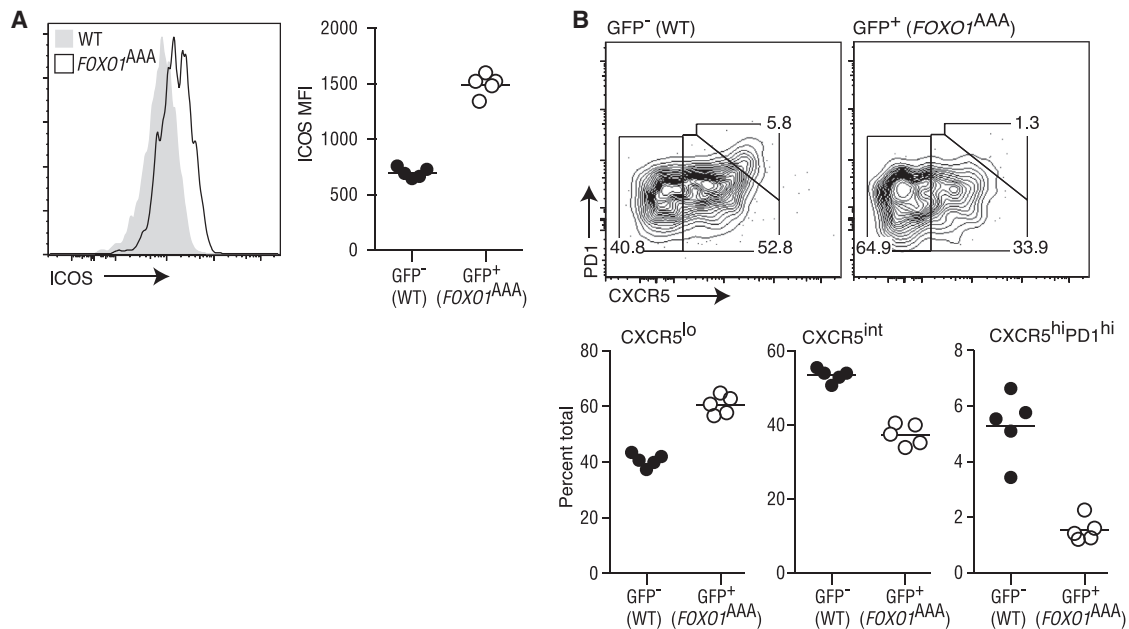 A
WT
FOXO1AAA
ICOS
2000
1500
1000
500
0
ICOS MFI
GFP- GFP+
(WT) (FOXO1AAA)
B
GFP- (WT)
GFP+ (FOXO1AAA)
5.8
40.8
52.8
1.3
64.9
33.9
PD1
CXCR5
CXCR5lo
80
60
40
20
0
Percent total
GFP- GFP+
(WT) (FOXO1AAA)
CXCR5int
60
40
20
0
GFP- GFP+
(WT) (FOXO1AAA)
CXCR5hiPD1hi
8
6
4
2
0
GFP- GFP+
(WT) (FOXO1AAA)